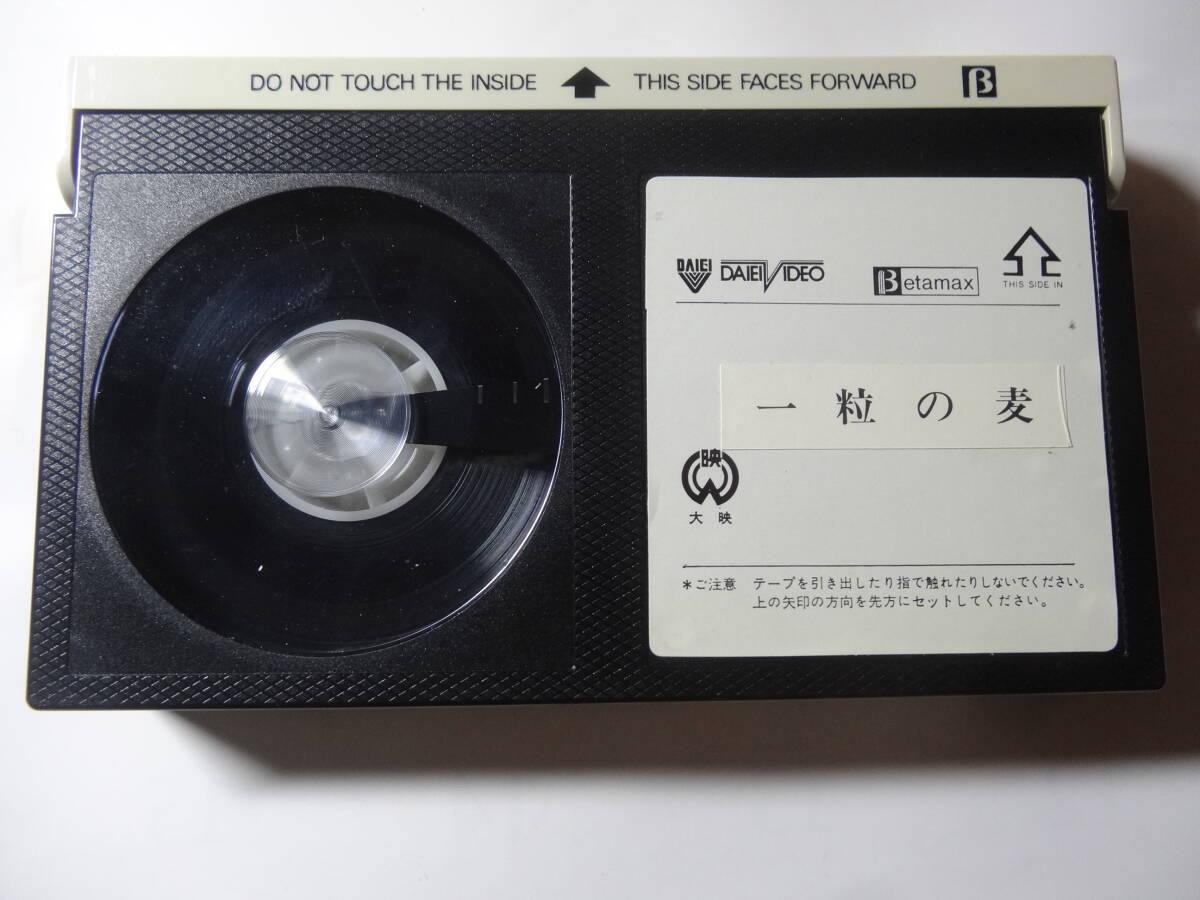 DO NOT TOUCH THE INSIDE THIS SIDE FACES FORWARD β
DAIEI DAIEI VIDEO Betamax
THIS SIDE IN
一粒の麦
映
大映
*ご注意 テープを引き出したり指で触れたりしないでください。
上の矢印の方向を先方にセットしてください。